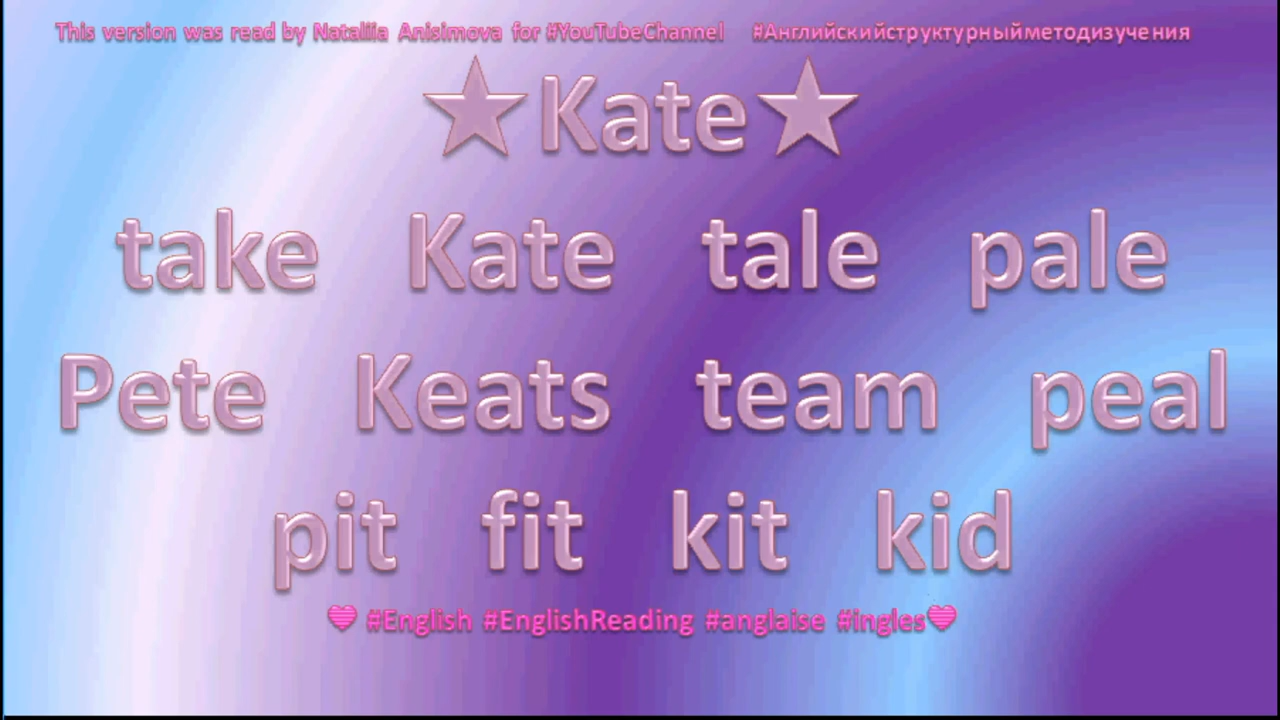 This version was read by Nataliia Anisimova for #YouTubeChannel #Английскийструктурныйметодизучения
★Kate★
take Kate tale pale
Pete Keats team peal
pit fit kit kid
#English #EnglishReading #anglaise #ingles